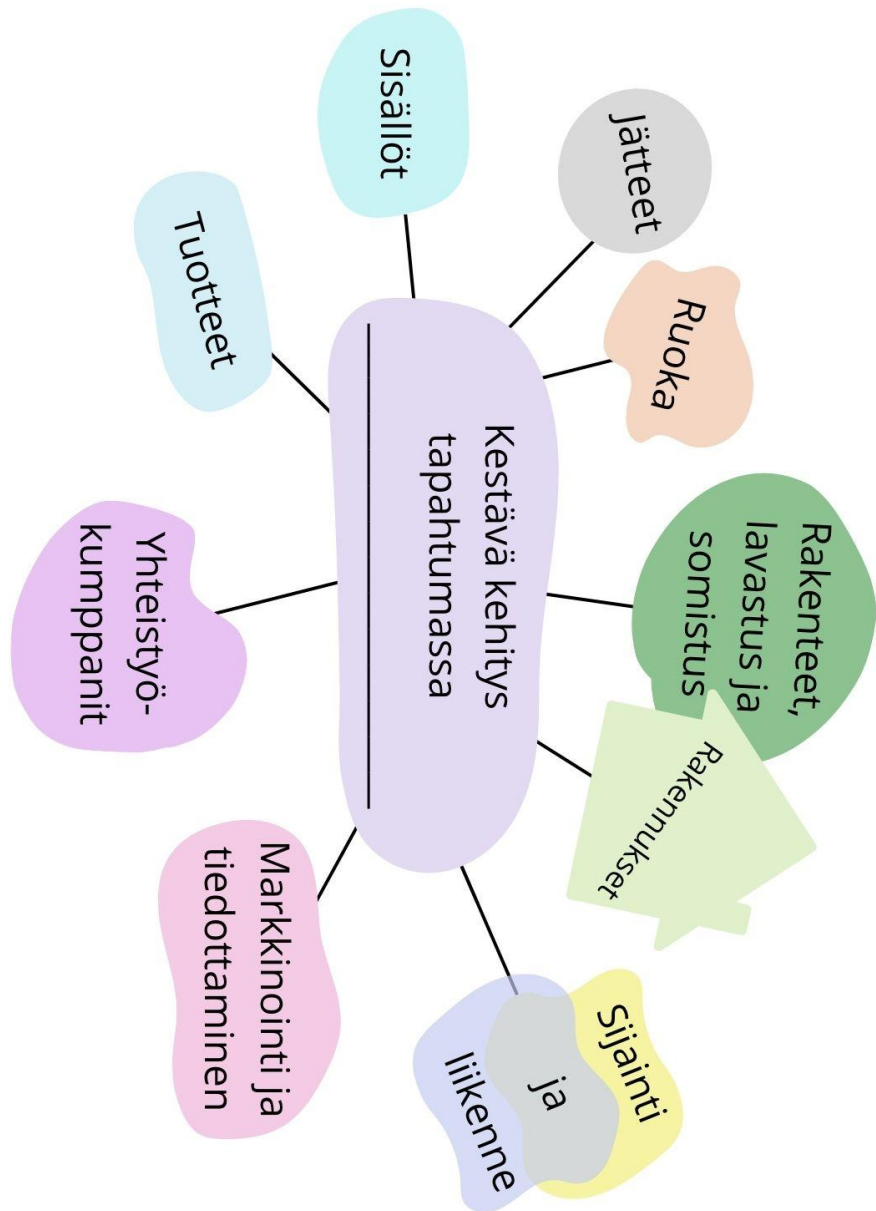 Kestävä kehitys
tapahtumassa
Sisällöt
Jätteet
Ruoka
Rakenteet,
lavastus ja
somistus
Rakennukset
Sijainti
ja
liikenne
Markkinointi ja
tiedottaminen
Yhteistyö-
kumppanit
Tuotteet